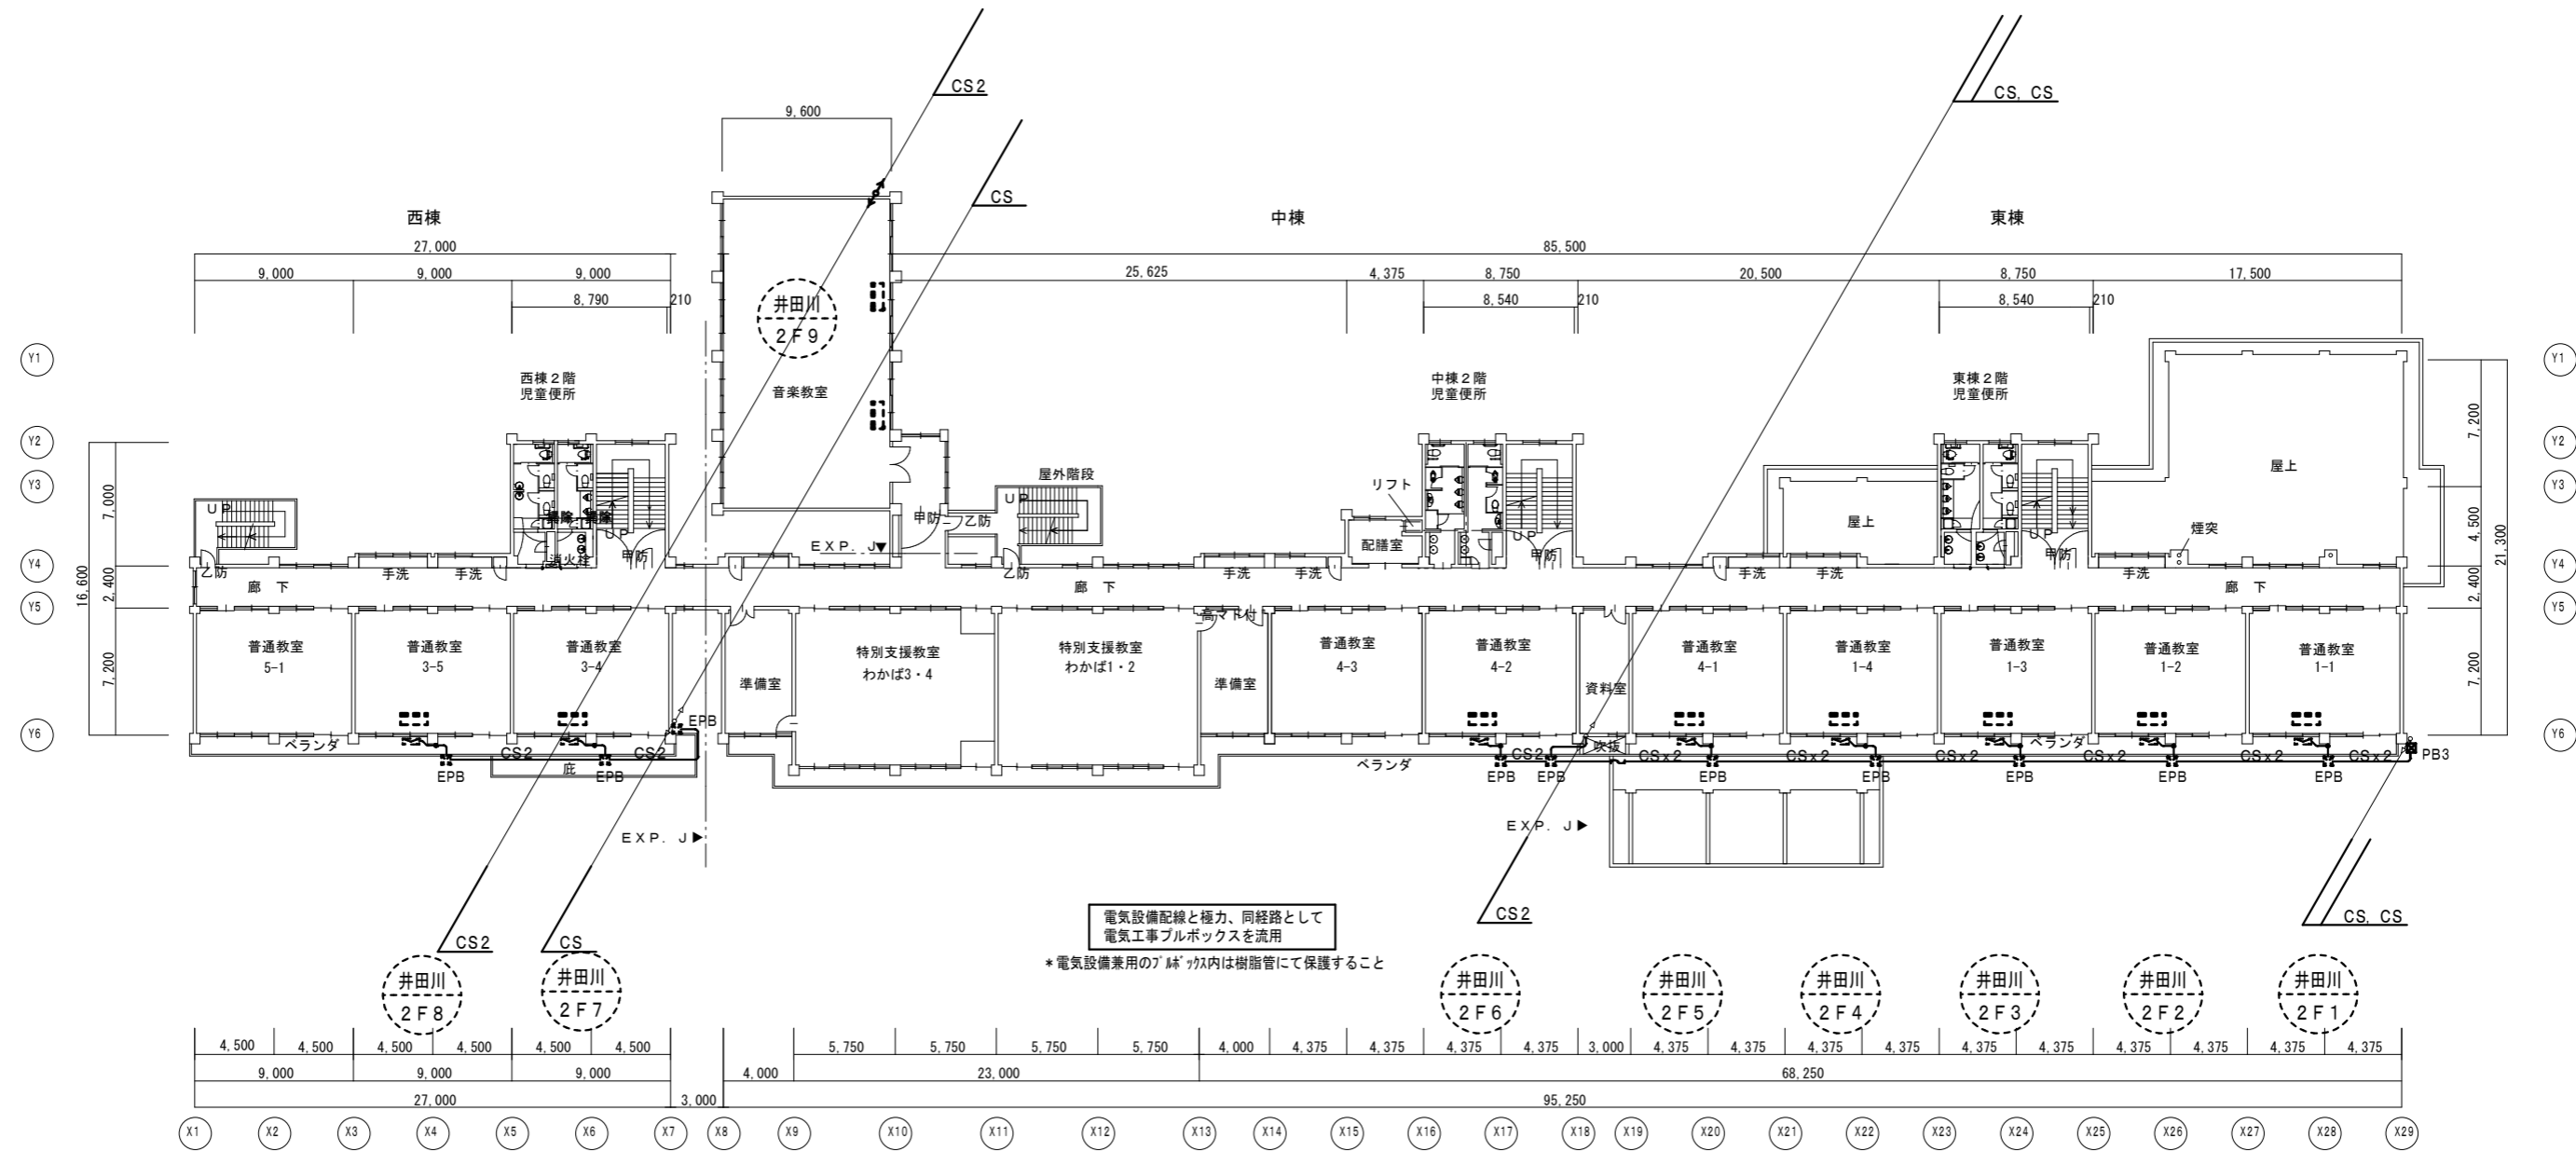 CS2
CS, CS
9,600
CS
西棟
中棟
東棟
27,000
85,500
9,000
9,000
9,000
25,625
4,375
8,750
20,500
8,750
17,500
8,790
210
8,540
210
8,540
210
井田川
2F9
音楽教室
西棟2階
児童便所
中棟2階
児童便所
東棟2階
児童便所
Y1
Y1
Y2
Y2
Y3
Y3
Y4
Y4
Y5
Y5
Y6
Y6
7,000
16,600
2,400
7,200
7,200
4,500
21,300
2,400
7,200
屋外階段
リフト
屋上
屋上
煙突
UP
UP
UP
UP
UP
甲防
乙防
甲防
甲防
甲防
配膳室
EXP. J
消火栓
乙防
乙防
手洗
手洗
手洗
手洗
手洗
手洗
手洗
廊 下
廊 下
廊 下
高マド付
普通教室
5-1
普通教室
3-5
普通教室
3-4
準備室
特別支援教室
わかば3・4
特別支援教室
わかば1・2
準備室
普通教室
4-3
普通教室
4-2
資料室
普通教室
4-1
普通教室
1-4
普通教室
1-3
普通教室
1-2
普通教室
1-1
EPB
ベランダ
CS2
CS2
庇
EPB
EPB
ベランダ
CS2
吹抜
CSx2
CSx2
CSx2
ベランダ
CSx2
CSx2
PB3
EPB
EPB
EPB
EPB
EPB
EPB
EPB
EXP. J
EXP. J
CS2
CS
CS2
CS, CS
電気設備配線と極力、同経路として
電気工事プルボックスを流用
*電気設備兼用のプルボックス内は樹脂管にて保護すること
井田川
2F8
井田川
2F7
井田川
2F6
井田川
2F5
井田川
2F4
井田川
2F3
井田川
2F2
井田川
2F1
4,500
4,500
4,500
4,500
4,500
4,500
5,750
5,750
5,750
5,750
4,000
4,375
4,375
4,375
4,375
3,000
4,375
4,375
4,375
4,375
4,375
4,375
4,375
4,375
4,375
4,375
9,000
9,000
9,000
4,000
23,000
68,250
27,000
3,000
95,250
X1
X2
X3
X4
X5
X6
X7
X8
X9
X10
X11
X12
X13
X14
X15
X16
X17
X18
X19
X20
X21
X22
X23
X24
X25
X26
X27
X28
X29